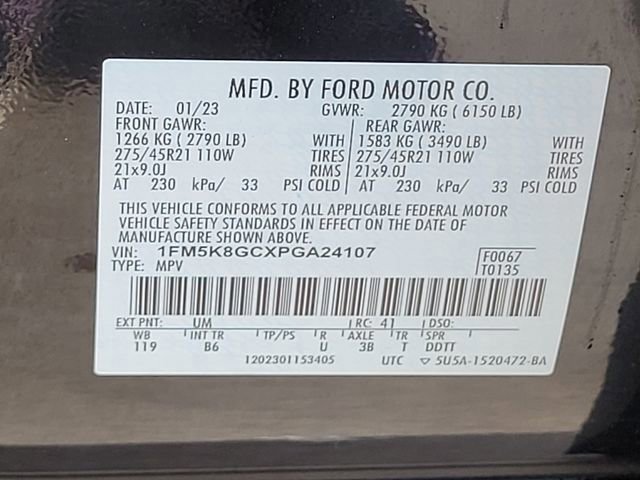 MFD. BY FORD MOTOR CO.
DATE: 01/23 GVWR: 2790 KG ( 6150 LB)
FRONT GAWR: REAR GAWR:
1266 KG ( 2790 LB) WITH 1583 KG ( 3490 LB) WITH
275/45R21 110W TIRES 275/45R21 110W TIRES
21x9.0J RIMS 21x9.0J RIMS
AT 230 kPa/ 33 PSI COLD AT 230 kPa/ 33 PSI COLD
THIS VEHICLE CONFORMS TO ALL APPLICABLE FEDERAL MOTOR
VEHICLE SAFETY STANDARDS IN EFFECT ON THE DATE OF
MANUFACTURE SHOWN ABOVE.
VIN: 1FM5K8GCXPGA24107 F0067
TYPE: MPV T0135
EXT PNT: UM RC: 41 DSO:
WB INT TR TP/PS R AXLE TR SPR
119 B6 U 3B T DDTT
1202301153405 UTC ▽ 5U5A-1520472-BA